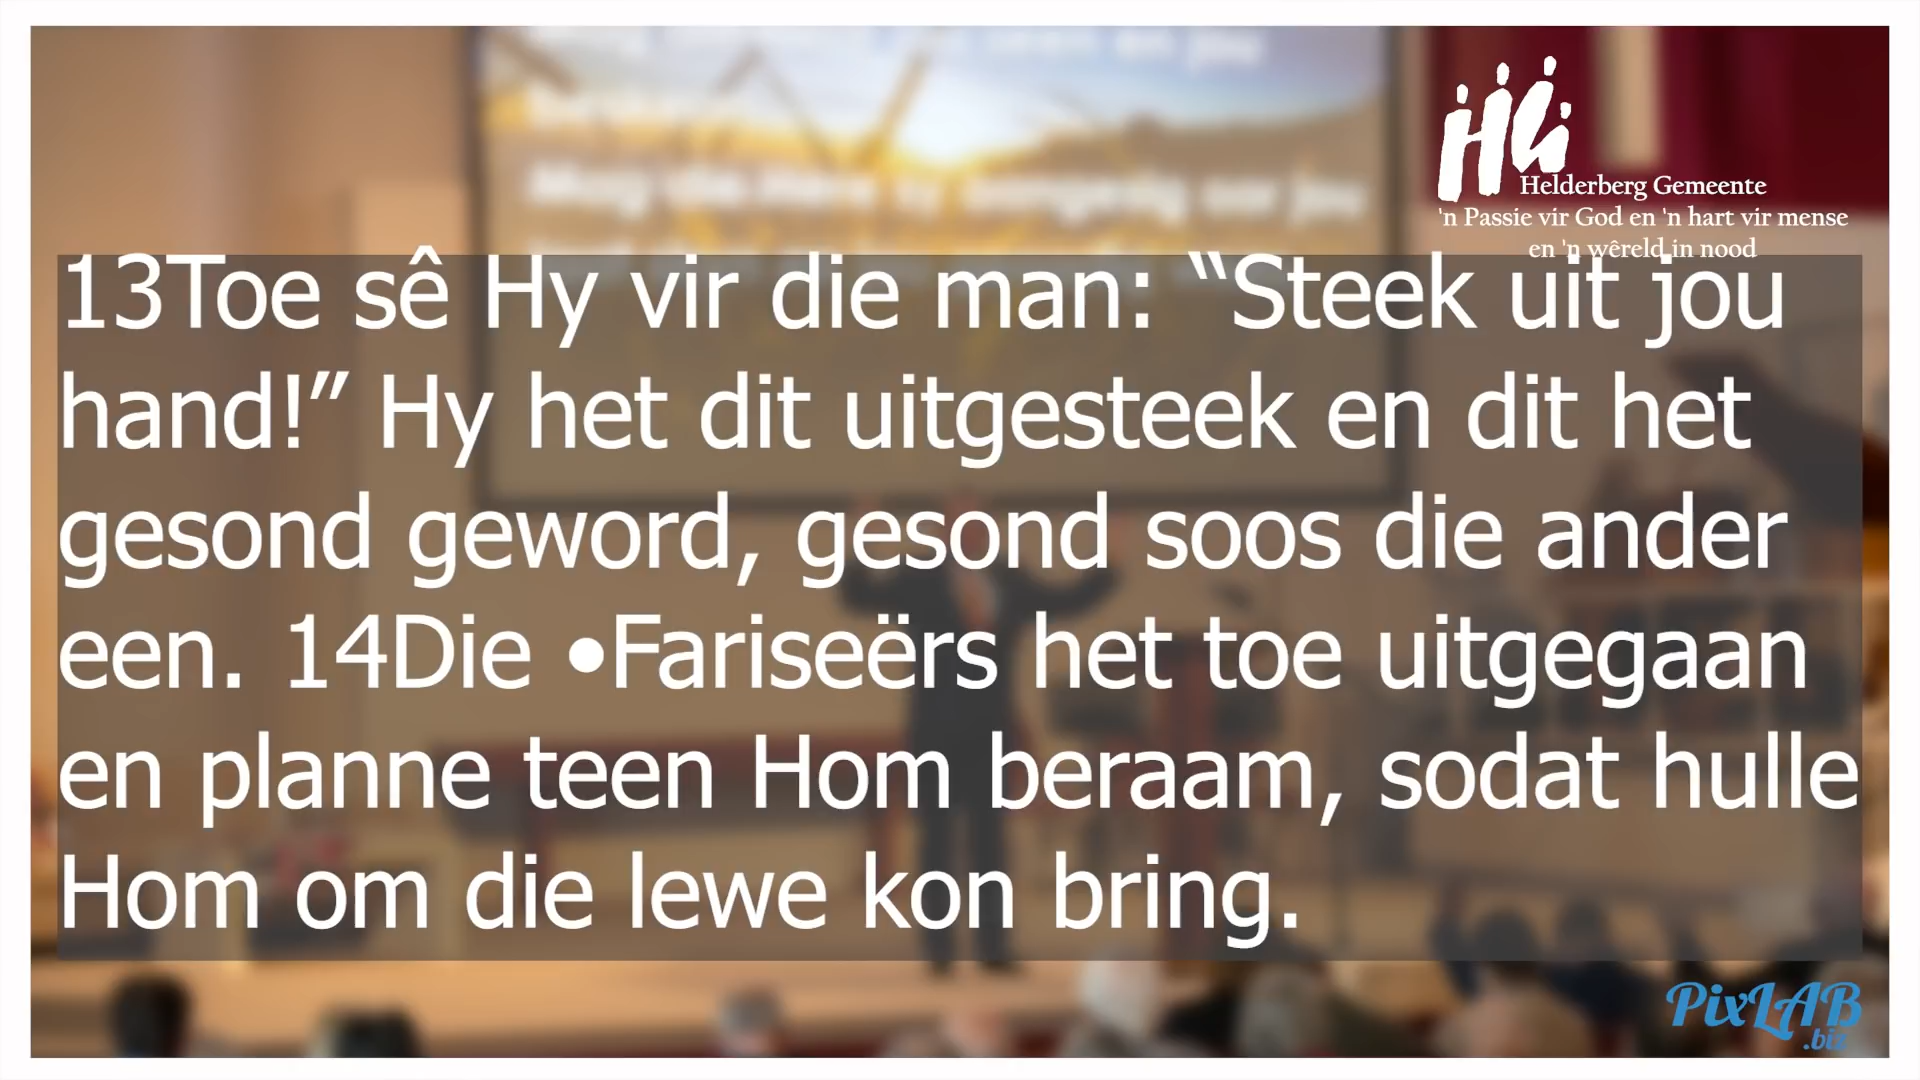 Helderberg Gemeente
'n Passie vir God en 'n hart vir mense
en 'n wêreld in nood
13Toe sê Hy vir die man: “Steek uit jou
hand!” Hy het dit uitgesteek en dit het
gesond geword, gesond soos die ander
een. 14Die •Fariseërs het toe uitgegaan
en planne teen Hom beraam, sodat hulle
Hom om die lewe kon bring.
PixLAB
.biz